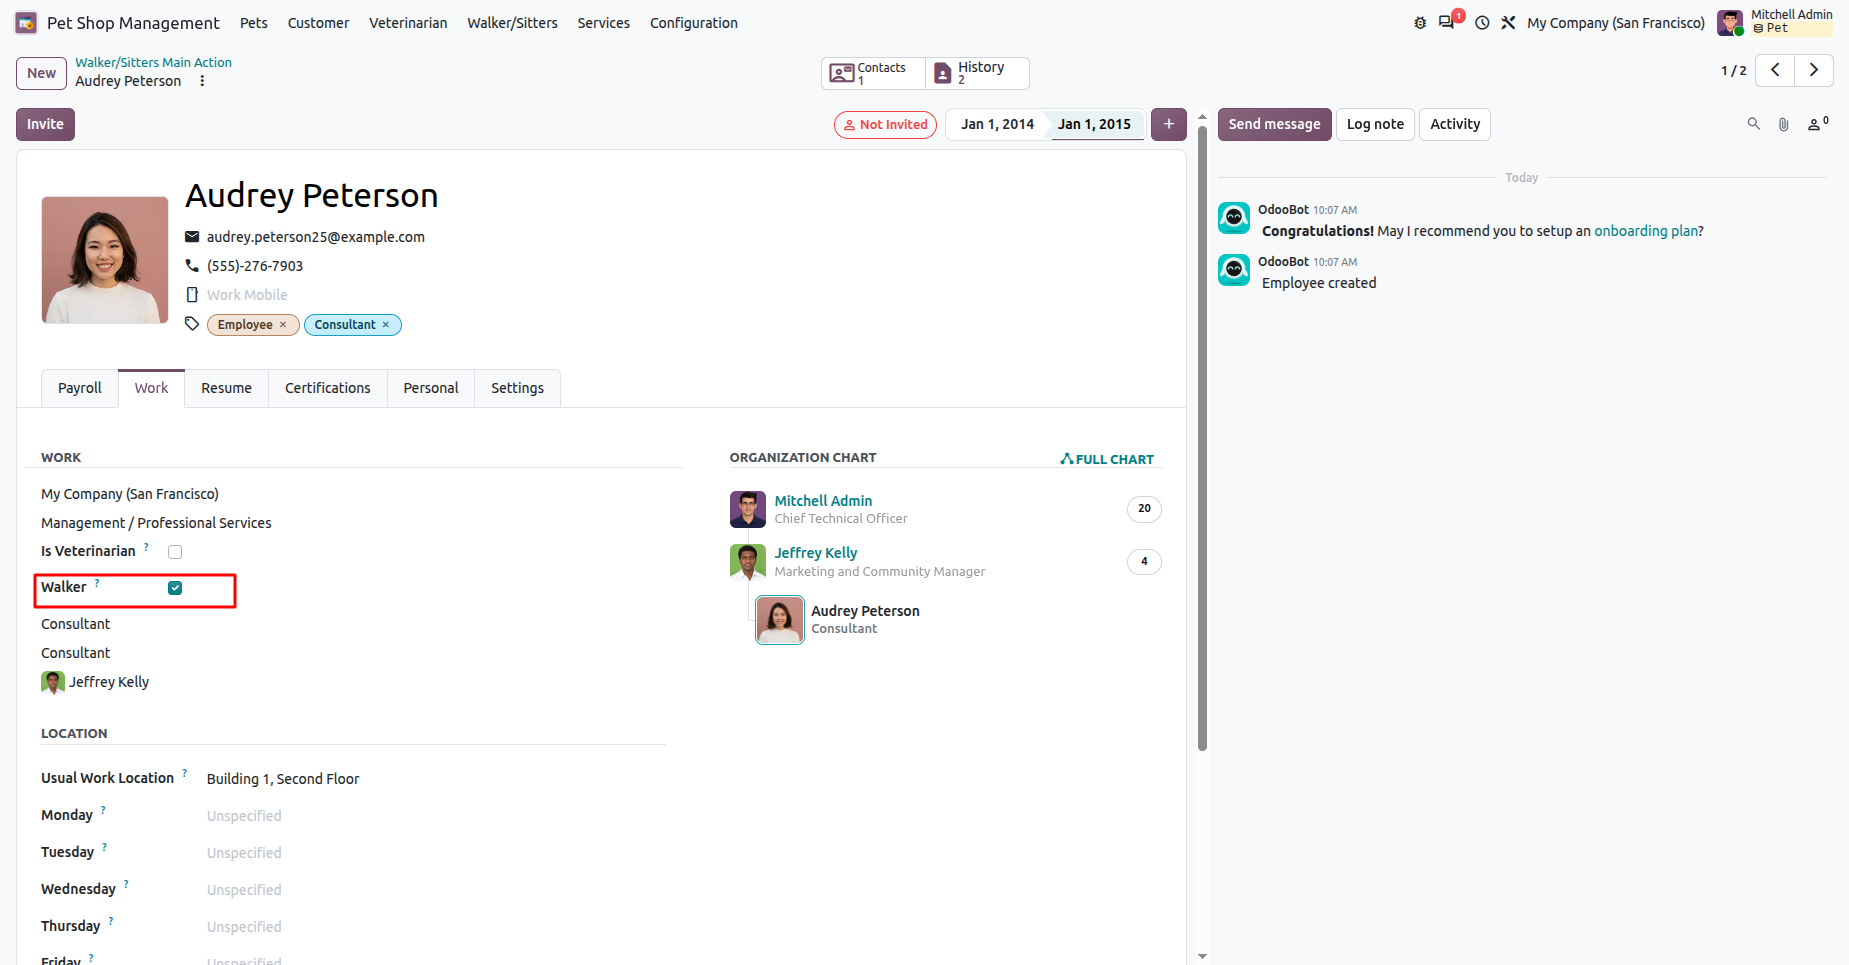 Pet Shop Management Pets Customer Veterinarian Walker/Sitters Services Configuration 1 My Company (San Francisco) Mitchell Admin
Pet
New Walker/Sitters Main Action
Audrey Peterson
Contacts
1
History
2
1 / 2
Invite
Not Invited
Jan 1, 2014 Jan 1, 2015 +
Send message Log note Activity 0
Audrey Peterson
audrey.peterson25@example.com
(555)-276-7903
Work Mobile
Employee × Consultant ×
Payroll Work Resume Certifications Personal Settings
WORK
My Company (San Francisco)
Management / Professional Services
Is Veterinarian ?
Walker ?
Consultant
Consultant
Jeffrey Kelly
ORGANIZATION CHART FULL CHART
Mitchell Admin
Chief Technical Officer
20
Jeffrey Kelly
Marketing and Community Manager
4
Audrey Peterson
Consultant
LOCATION
Usual Work Location ? Building 1, Second Floor
Monday ? Unspecified
Tuesday ? Unspecified
Wednesday ? Unspecified
Thursday ? Unspecified
Friday ? Unspecified
Today
OdooBot 10:07 AM
Congratulations! May I recommend you to setup an onboarding plan?
OdooBot 10:07 AM
Employee created